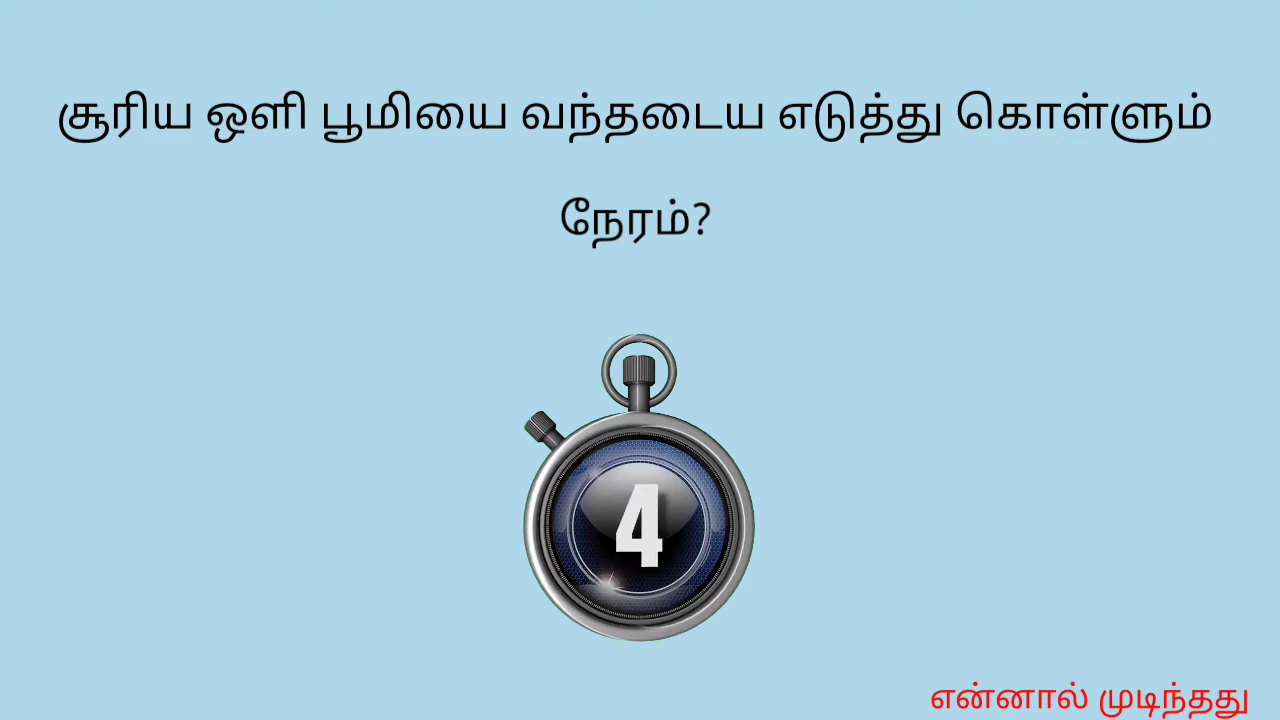 சூரிய ஒளி பூமியை வந்தடைய எடுத்து கொள்ளும்
நேரம்?
4
என்னால் முடிந்தது